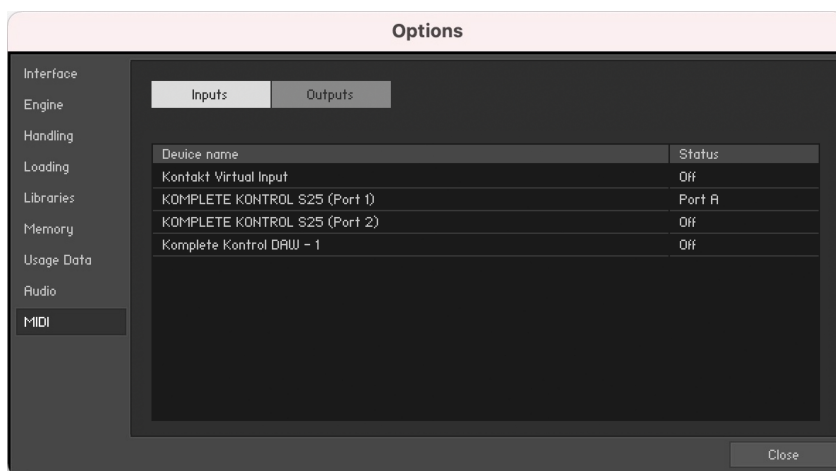 Options
Interface
Engine
Handling
Loading
Libraries
Memory
Usage Data
Audio
MIDI
Inputs Outputs
Device name Status
Kontakt Virtual Input Off
KOMPLETE KONTROL S25 (Port 1) Port A
KOMPLETE KONTROL S25 (Port 2) Off
Komplete Kontrol DAW - 1 Off
Close